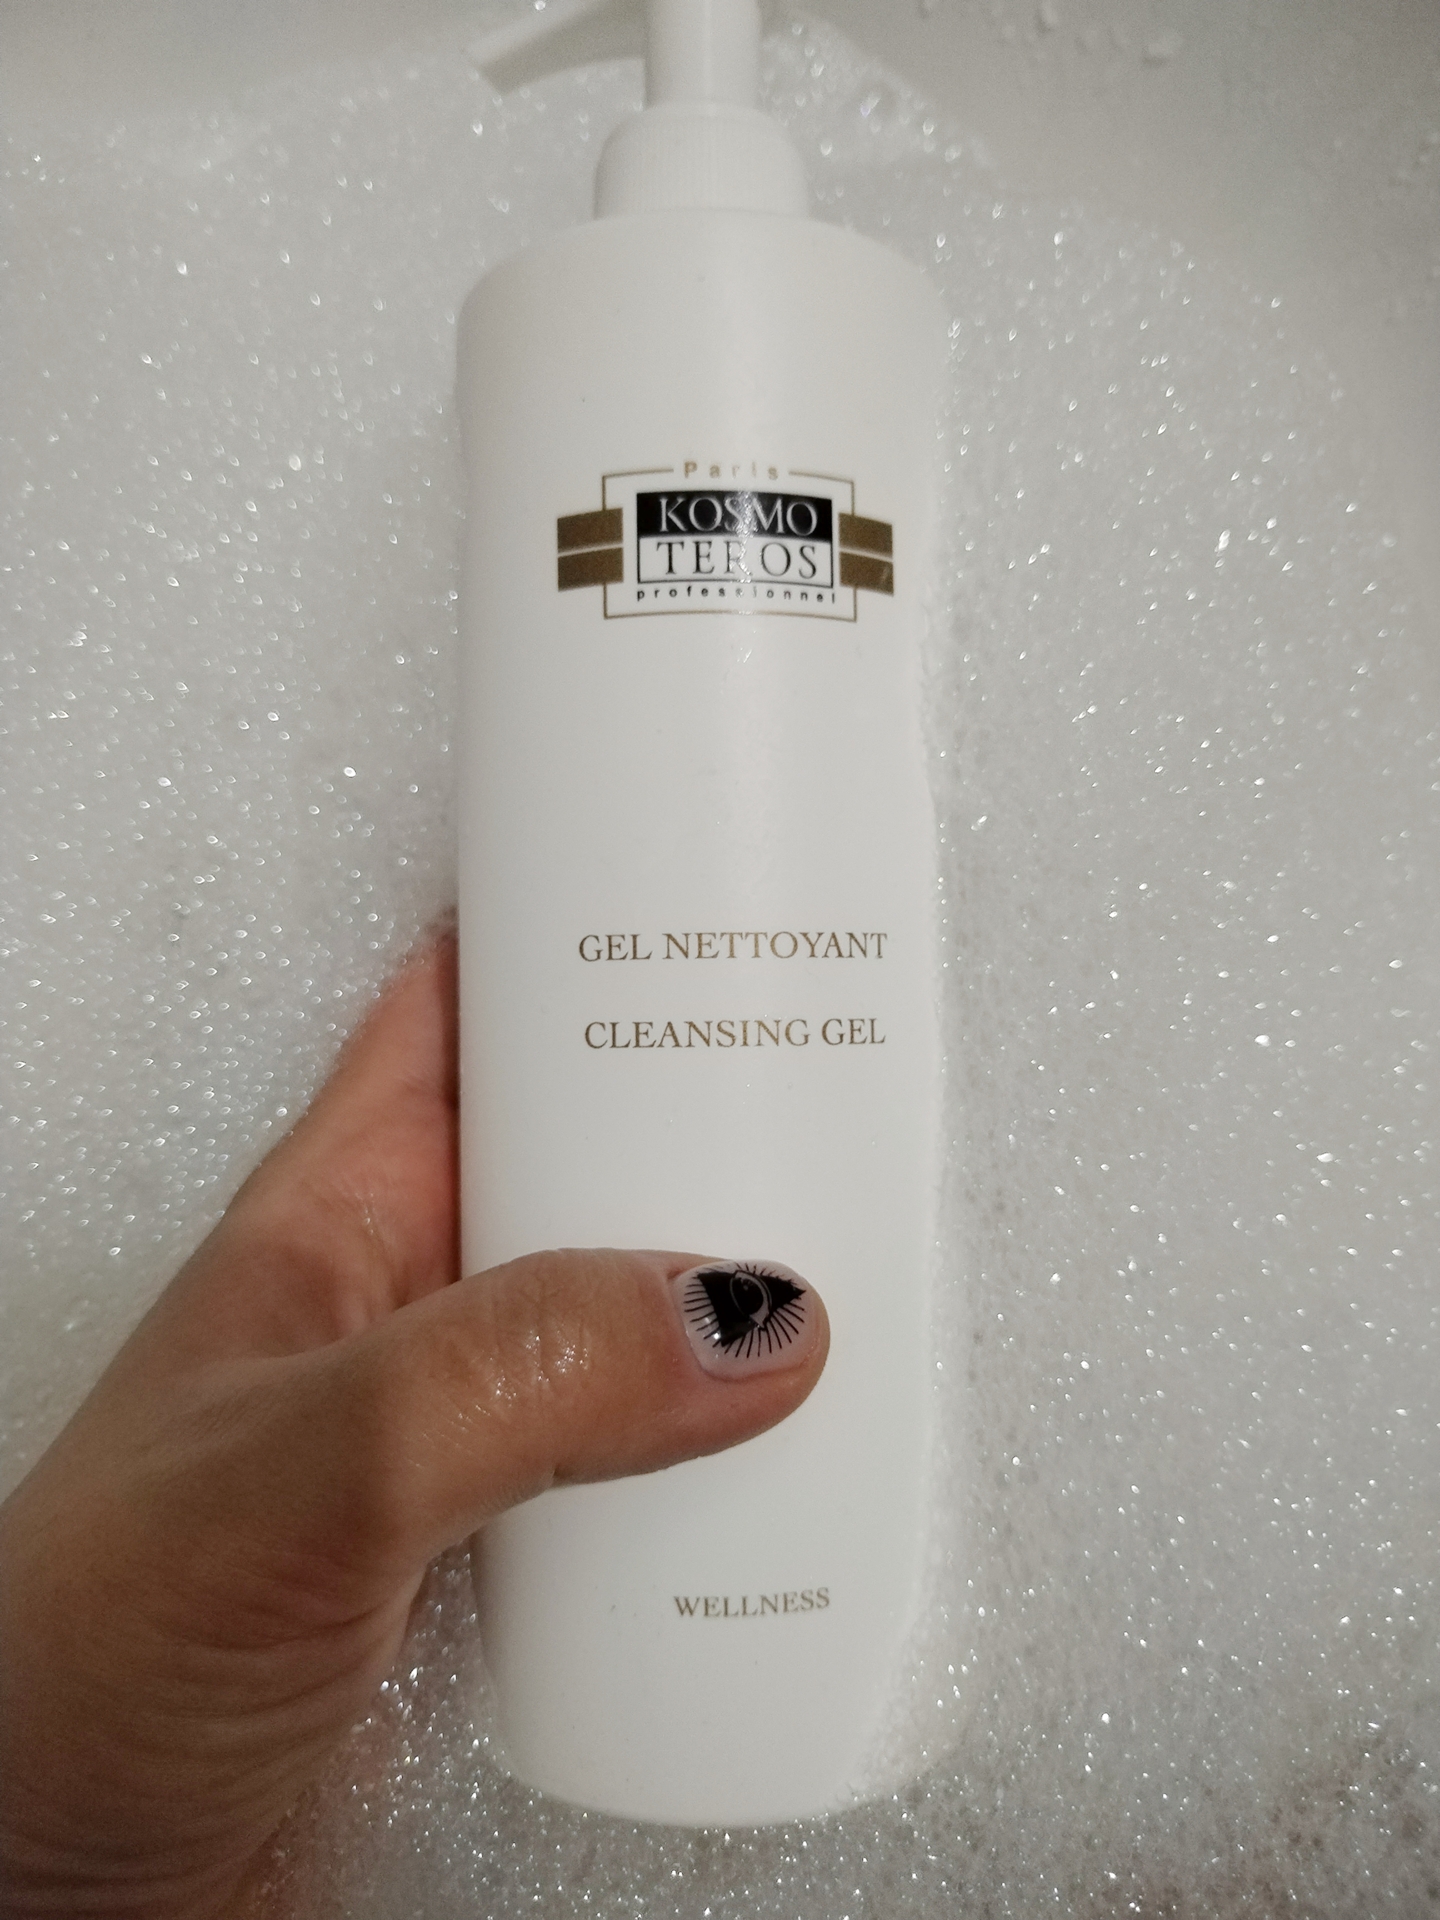 Paris
KOSMO
TEROS
professionnel
GEL NETTOYANT
CLEANSING GEL
WELLNESS